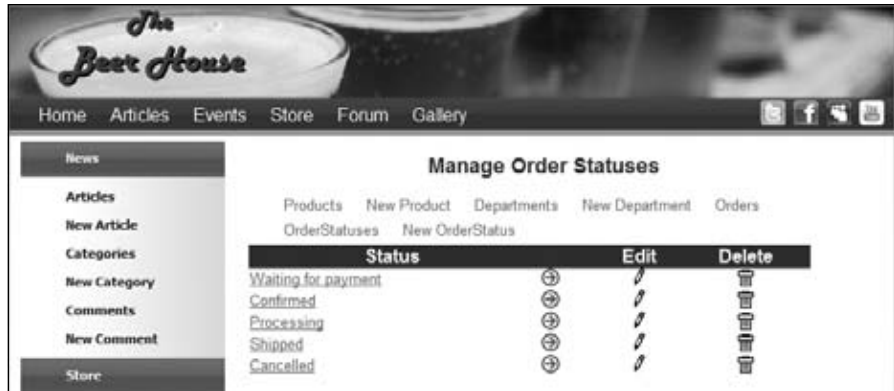 The
Beer House
Home Articles Events Store Forum Gallery
News
Articles
New Article
Categories
New Category
Comments
New Comment
Store
Manage Order Statuses
Products New Product Departments New Department Orders
OrderStatuses New OrderStatus
Status Edit Delete
Waiting for payment
Confirmed
Processing
Shipped
Cancelled